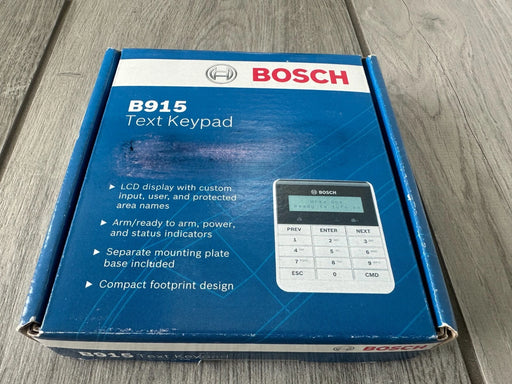 BOSCH
B915
Text Keypad
▸ LCD display with custom
input, user, and protected
area names
▸ Arm/ready to arm, power,
and status indicators
▸ Separate mounting plate
base included
▸ Compact footprint design
BOSCH
PREV ENTER NEXT
1 2 3
4 5 6
7 8 9
ESC 0 CMD
B915 Text Keypad